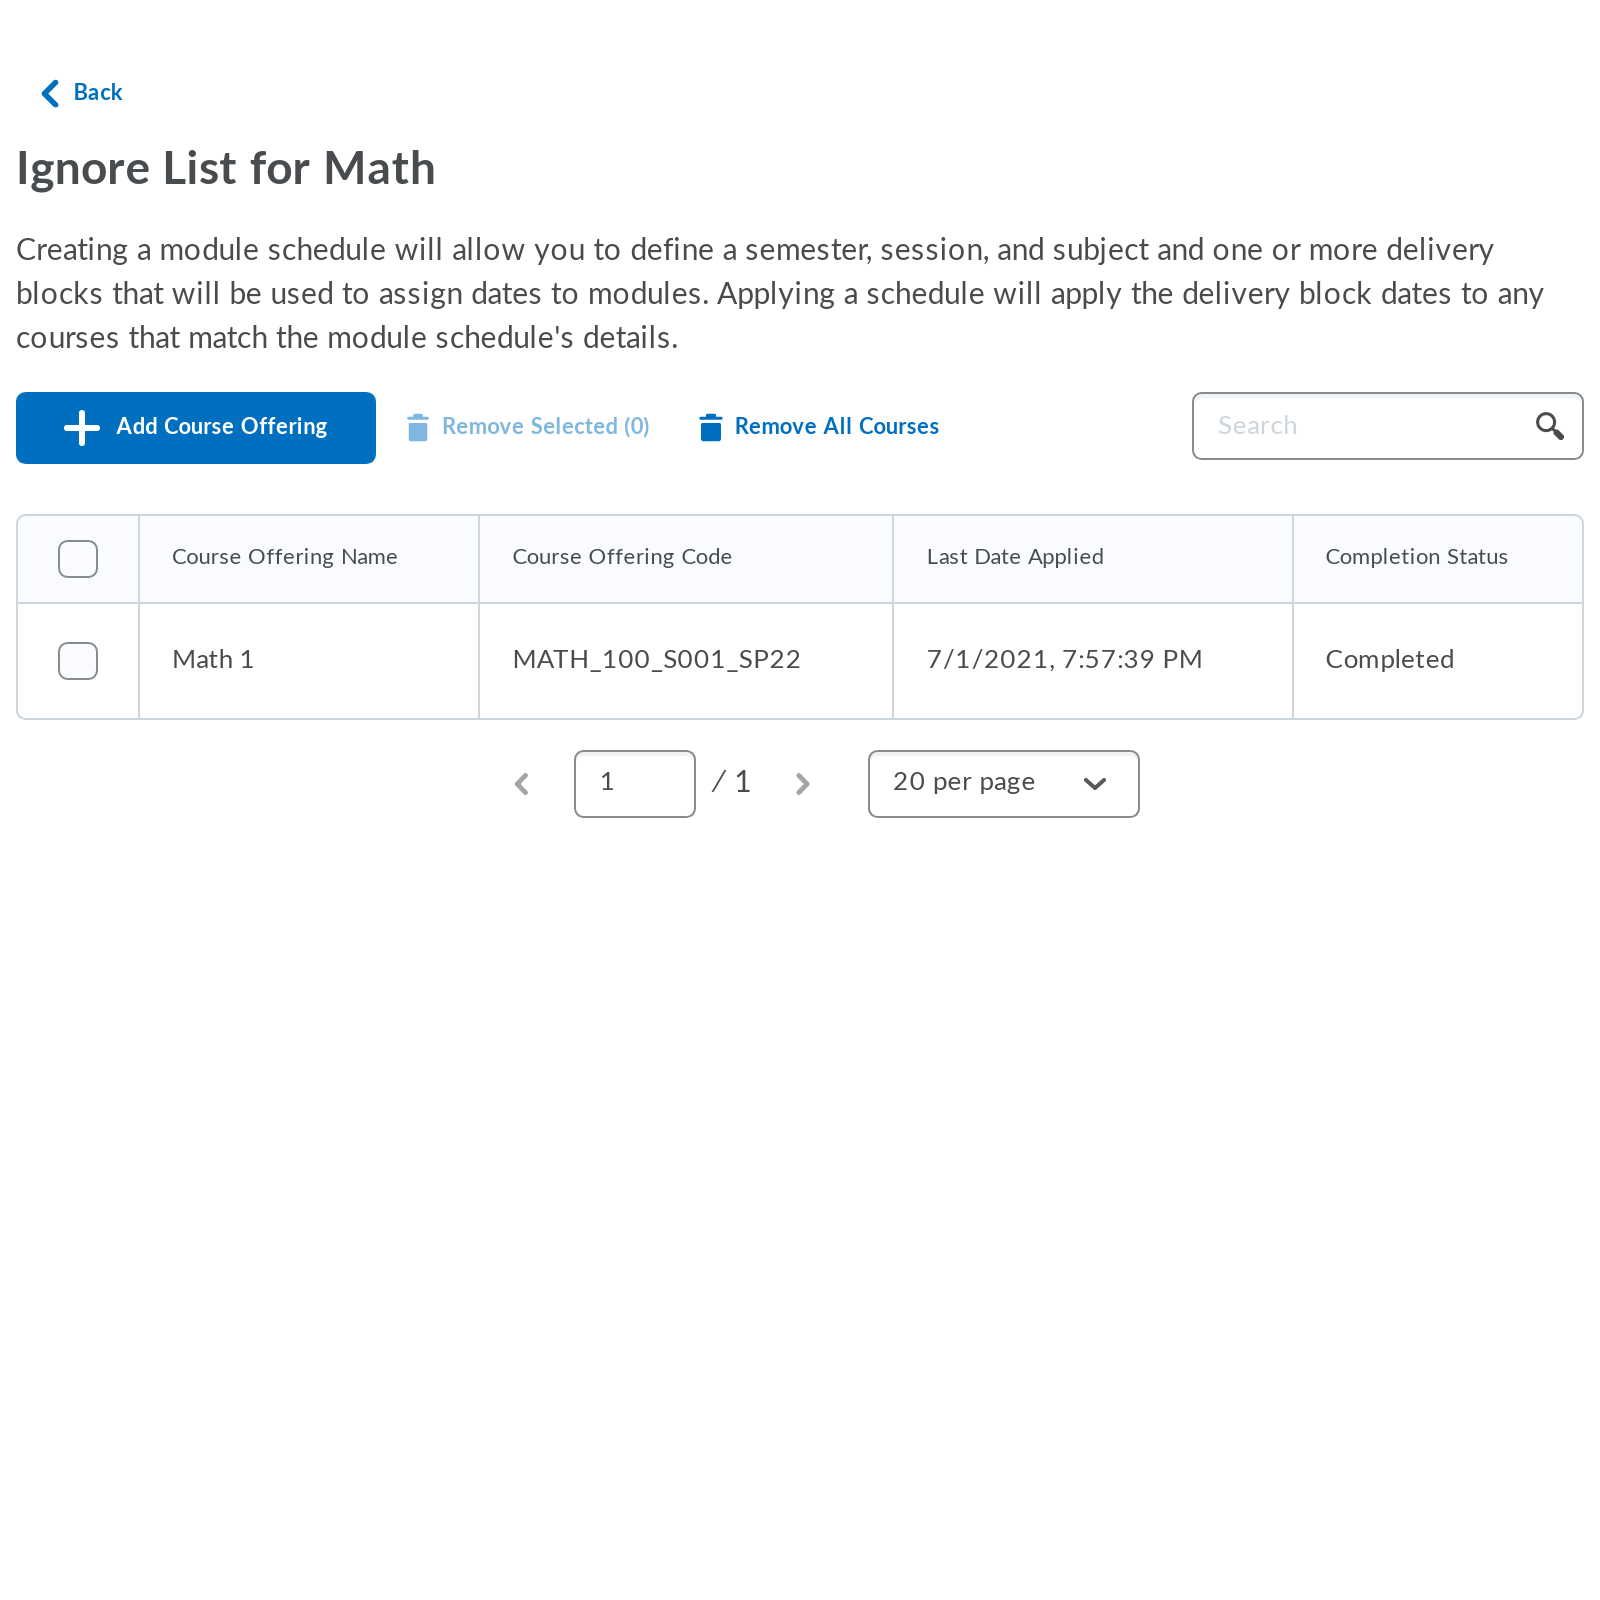 Back
Ignore List for Math
Creating a module schedule will allow you to define a semester, session, and subject and one or more delivery
blocks that will be used to assign dates to modules. Applying a schedule will apply the delivery block dates to any
courses that match the module schedule's details.
Add Course Offering Remove Selected (0) Remove All Courses Search
Course Offering Name Course Offering Code Last Date Applied Completion Status
Math 1 MATH_100_S001_SP22 7/1/2021, 7:57:39 PM Completed
1 / 1 20 per page